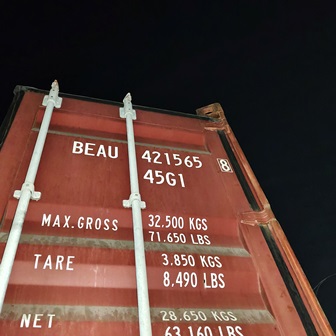 BEAU 421565 8
45G1
MAX.GROSS 32.500 KGS
71.650 LBS
TARE 3.850 KGS
8.490 LBS
NET 28.650 KGS
63.160 LBS